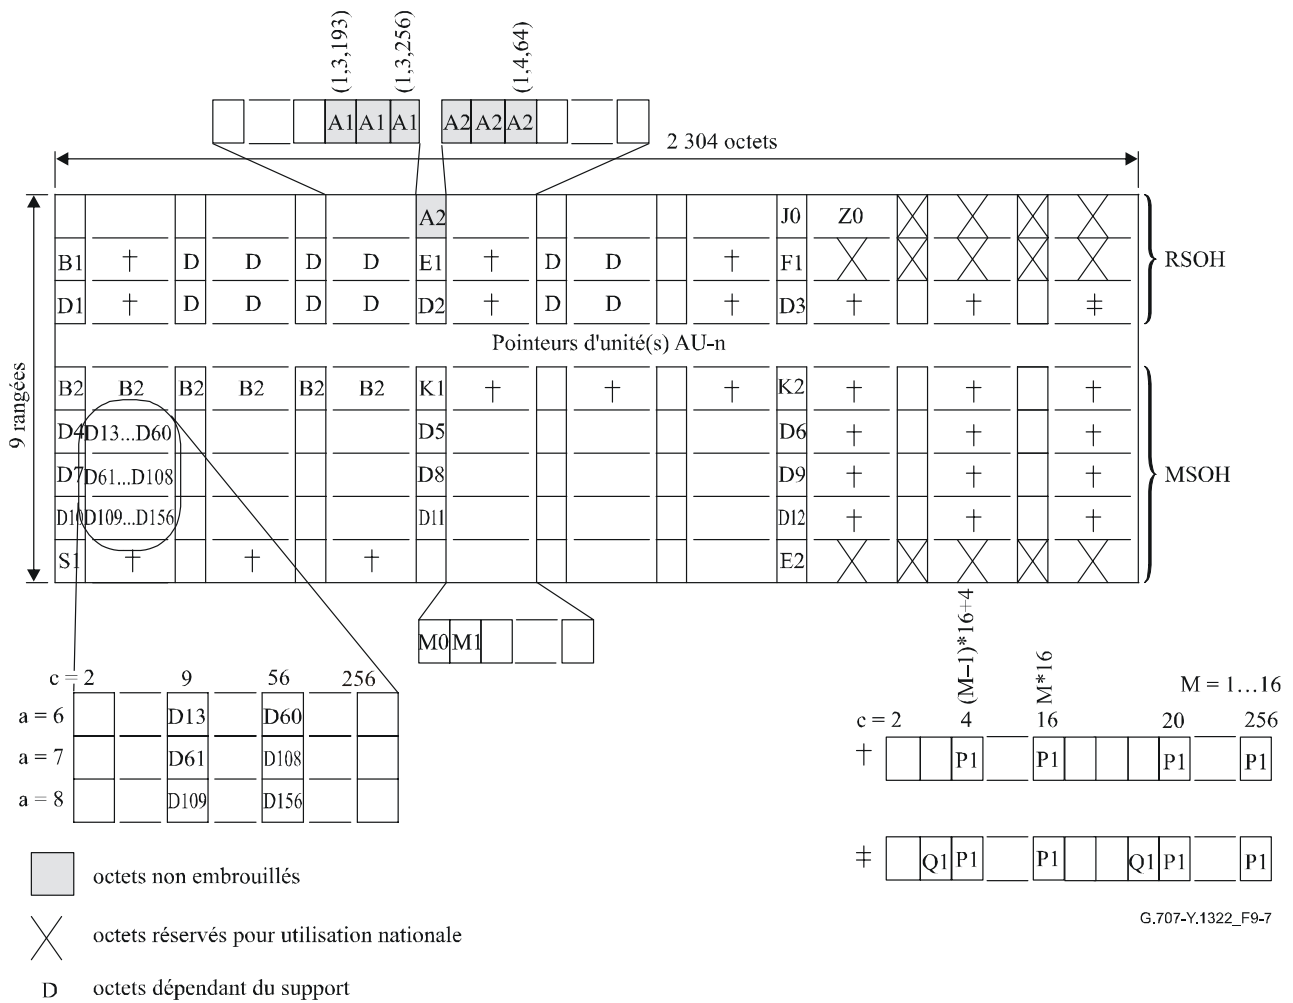 (1,3,193) (1,3,256) (1,4,64)
A1 A1 A1 A2 A2 A2
2 304 octets
A2 J0 Z0
B1 † D D D D E1 † D D † F1
D1 † D D D D D2 † D D † D3 † † ‡
RSOH
Pointeurs d'unité(s) AU-n
9 rangées
B2 B2 B2 B2 B2 B2 K1 † † † K2 † † †
D4 D13...D60 D5 D6 † † †
D7 D61...D108 D8 D9 † † †
D10 D109...D156 D11 D12 † † †
S1 † † † E2
MSOH
M0 M1
(M–1)*16+4
M*16
M = 1…16
c = 2 9 56 256
a = 6 D13 D60
a = 7 D61 D108
a = 8 D109 D156
c = 2 4 16 20 256
† P1 P1 P1 P1
‡ Q1 P1 P1 Q1 P1 P1
octets non embrouillés
octets réservés pour utilisation nationale
D octets dépendant du support
G.707-Y.1322_F9-7